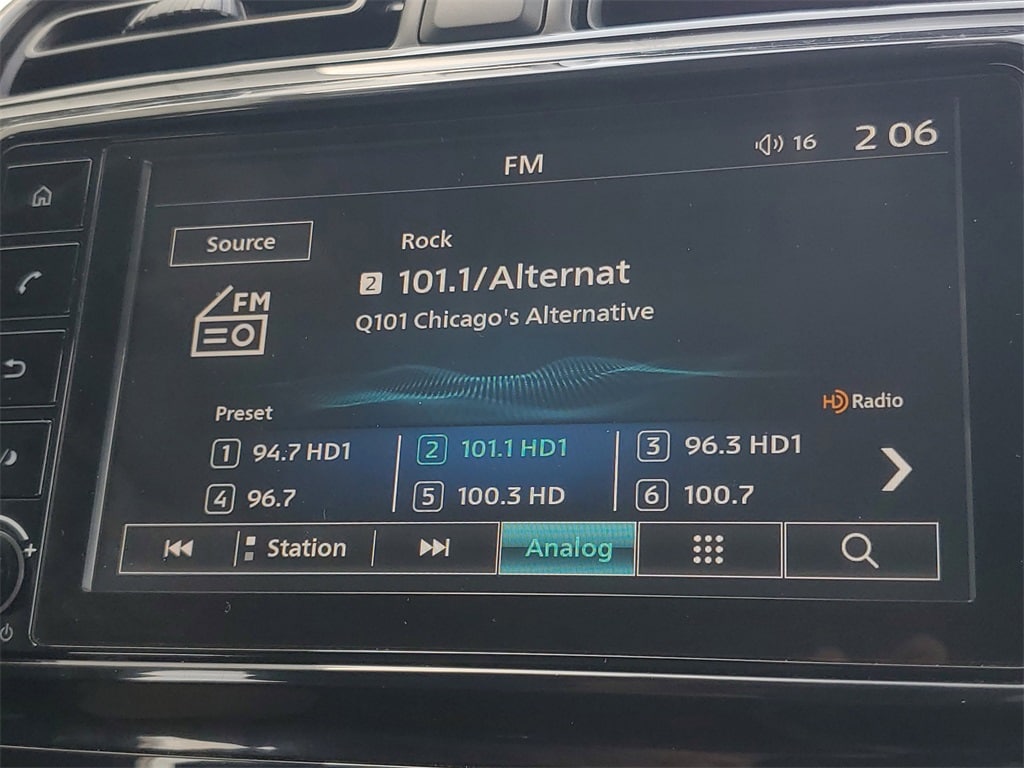 FM
16
2 06
Source
Rock
2 101.1/Alternat
FM
Q101 Chicago's Alternative
HD Radio
Preset
1 94.7 HD1
2 101.1 HD1
3 96.3 HD1
4 96.7
5 100.3 HD
6 100.7
Station
Analog
+